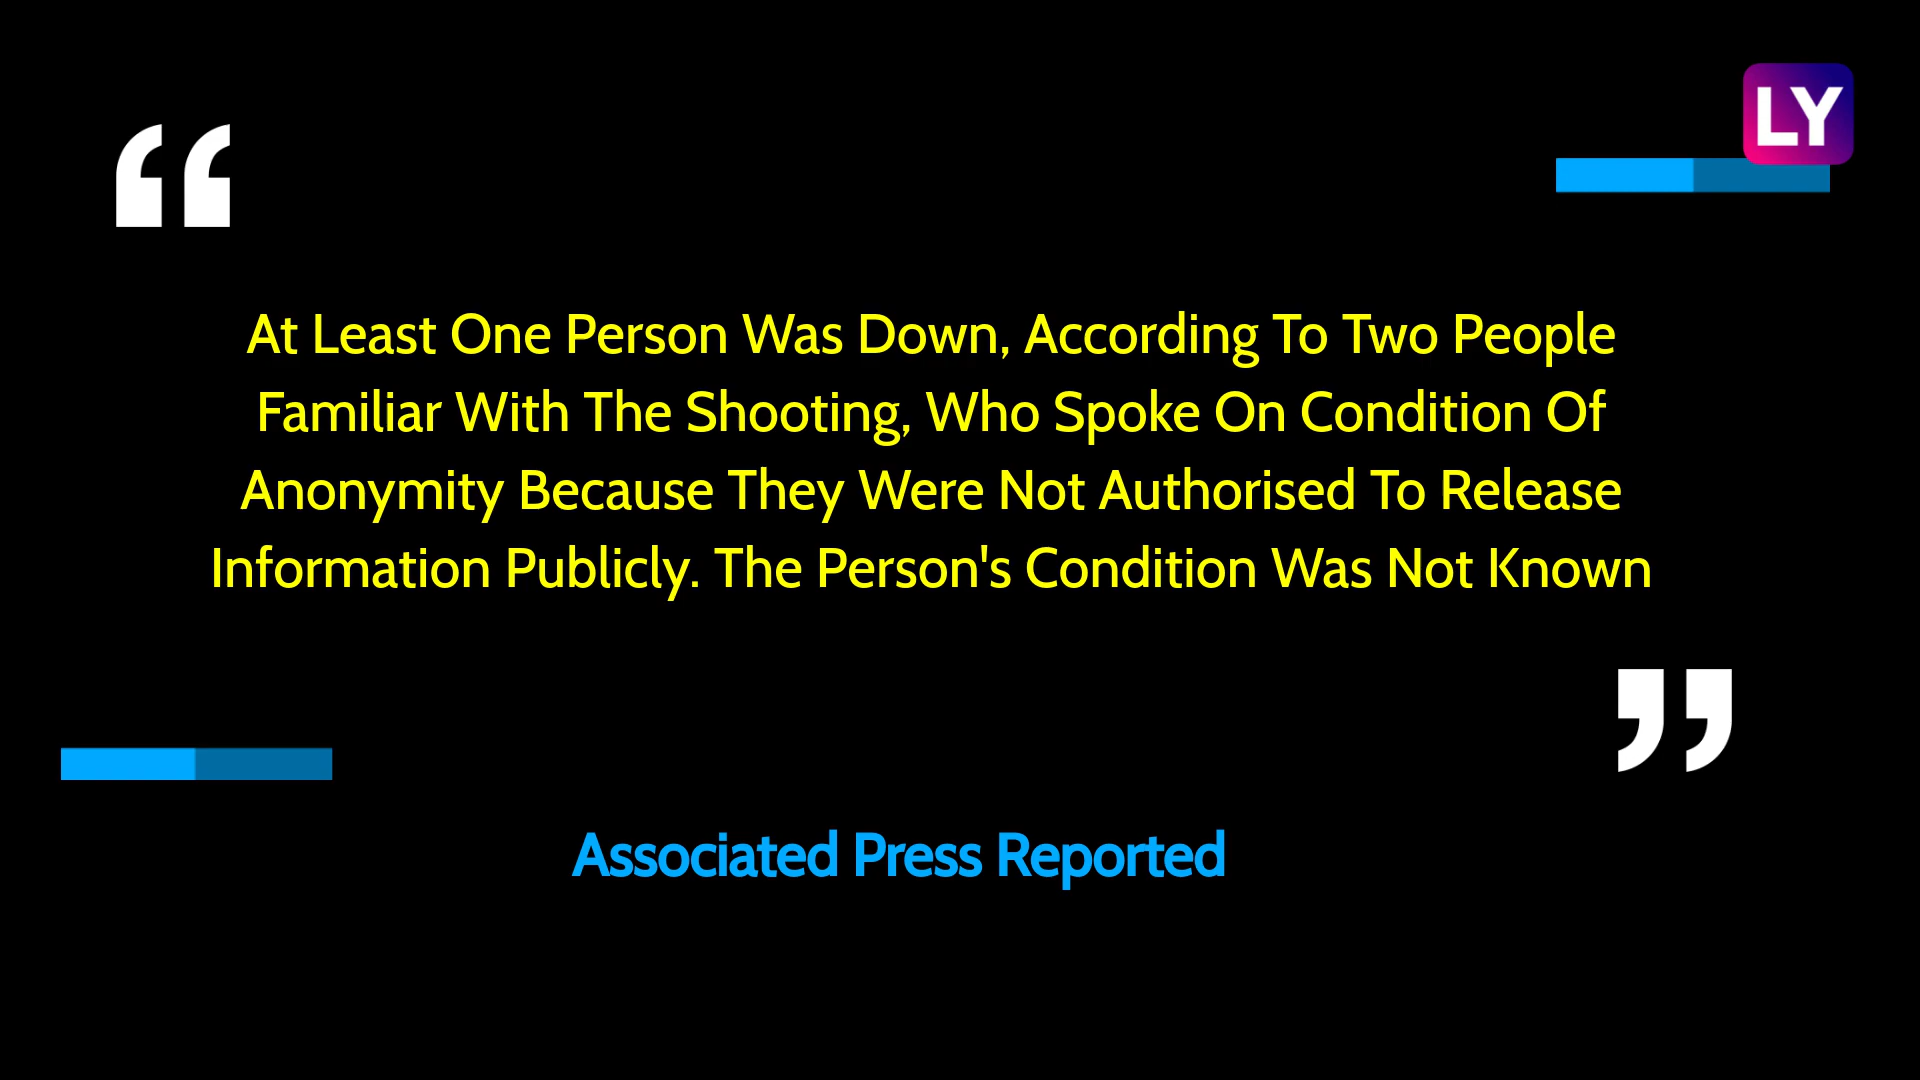 LY
“
At Least One Person Was Down, According To Two People
Familiar With The Shooting, Who Spoke On Condition Of
Anonymity Because They Were Not Authorised To Release
Information Publicly. The Person's Condition Was Not Known
”
Associated Press Reported